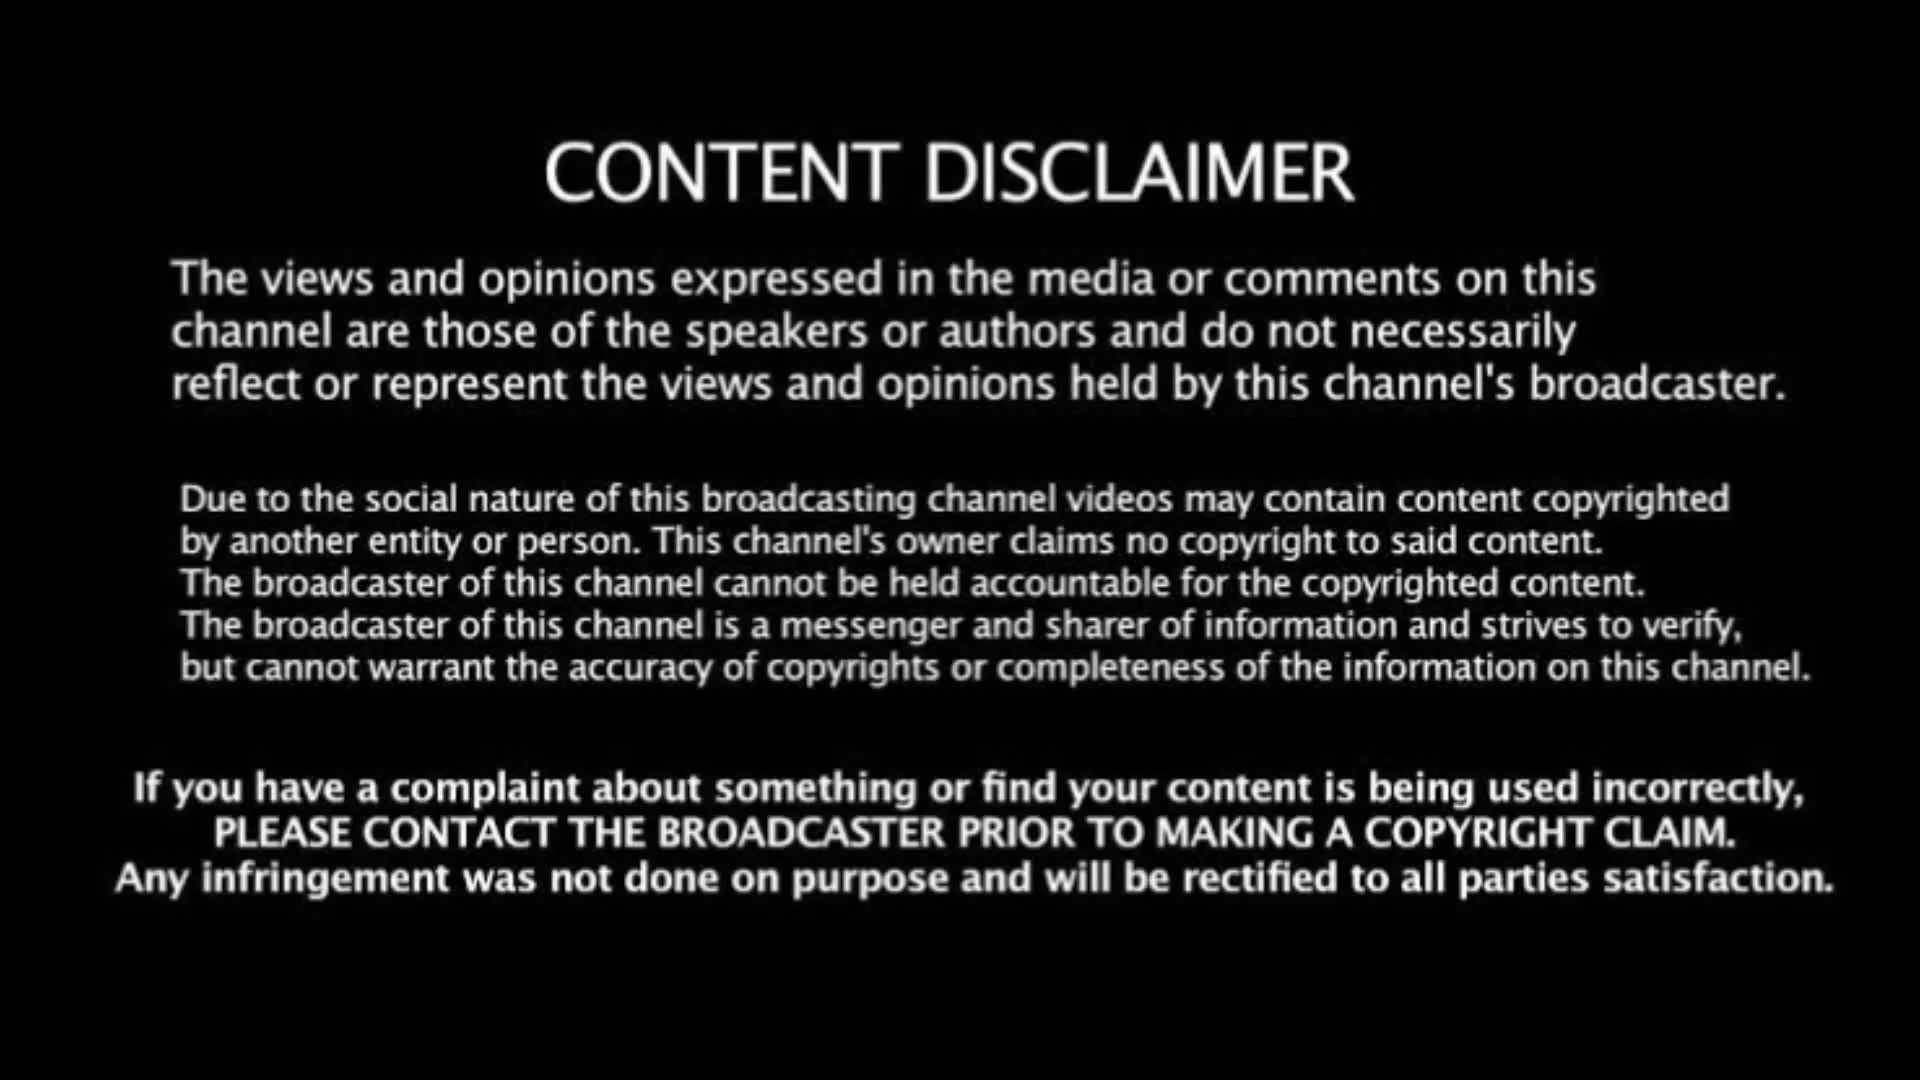 CONTENT DISCLAIMER
The views and opinions expressed in the media or comments on this
channel are those of the speakers or authors and do not necessarily
reflect or represent the views and opinions held by this channel's broadcaster.
Due to the social nature of this broadcasting channel videos may contain content copyrighted
by another entity or person. This channel's owner claims no copyright to said content.
The broadcaster of this channel cannot be held accountable for the copyrighted content.
The broadcaster of this channel is a messenger and sharer of information and strives to verify,
but cannot warrant the accuracy of copyrights or completeness of the information on this channel.
If you have a complaint about something or find your content is being used incorrectly,
PLEASE CONTACT THE BROADCASTER PRIOR TO MAKING A COPYRIGHT CLAIM.
Any infringement was not done on purpose and will be rectified to all parties satisfaction.